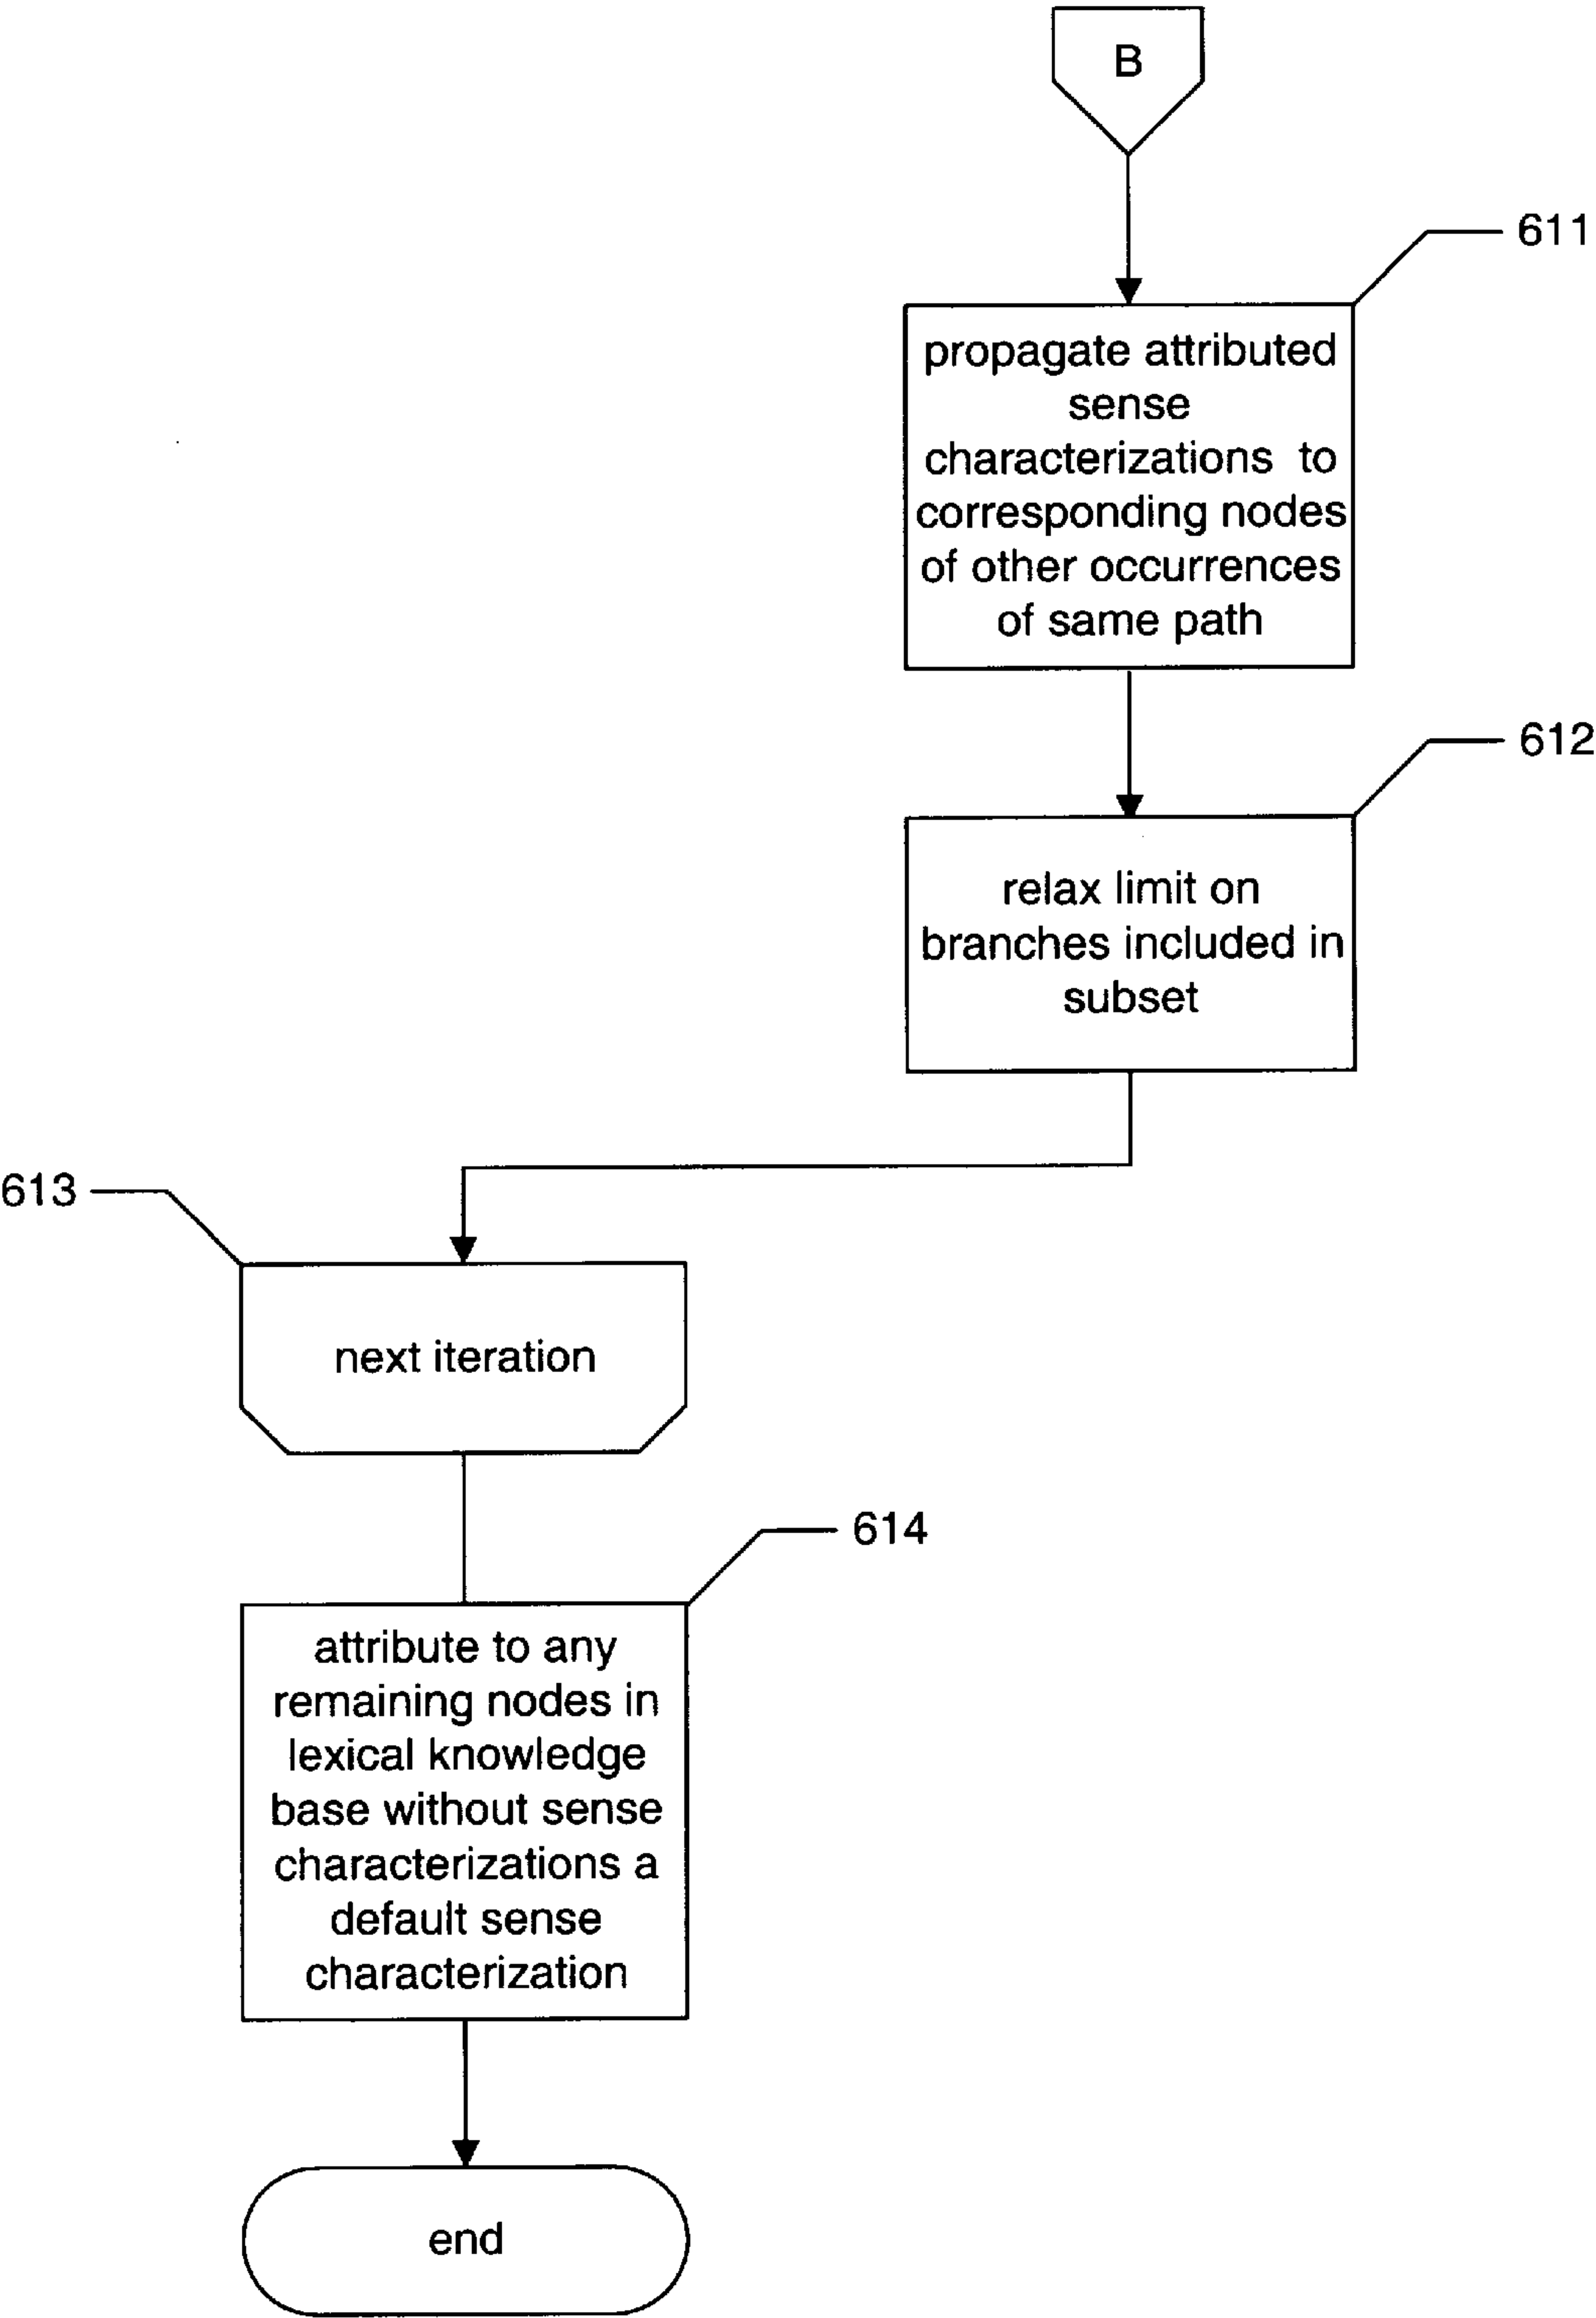 B
611
propagate attributed
sense
characterizations to
corresponding nodes
of other occurrences
of same path
612
relax limit on
branches included in
subset
613
next iteration
614
attribute to any
remaining nodes in
lexical knowledge
base without sense
characterizations a
default sense
characterization
end